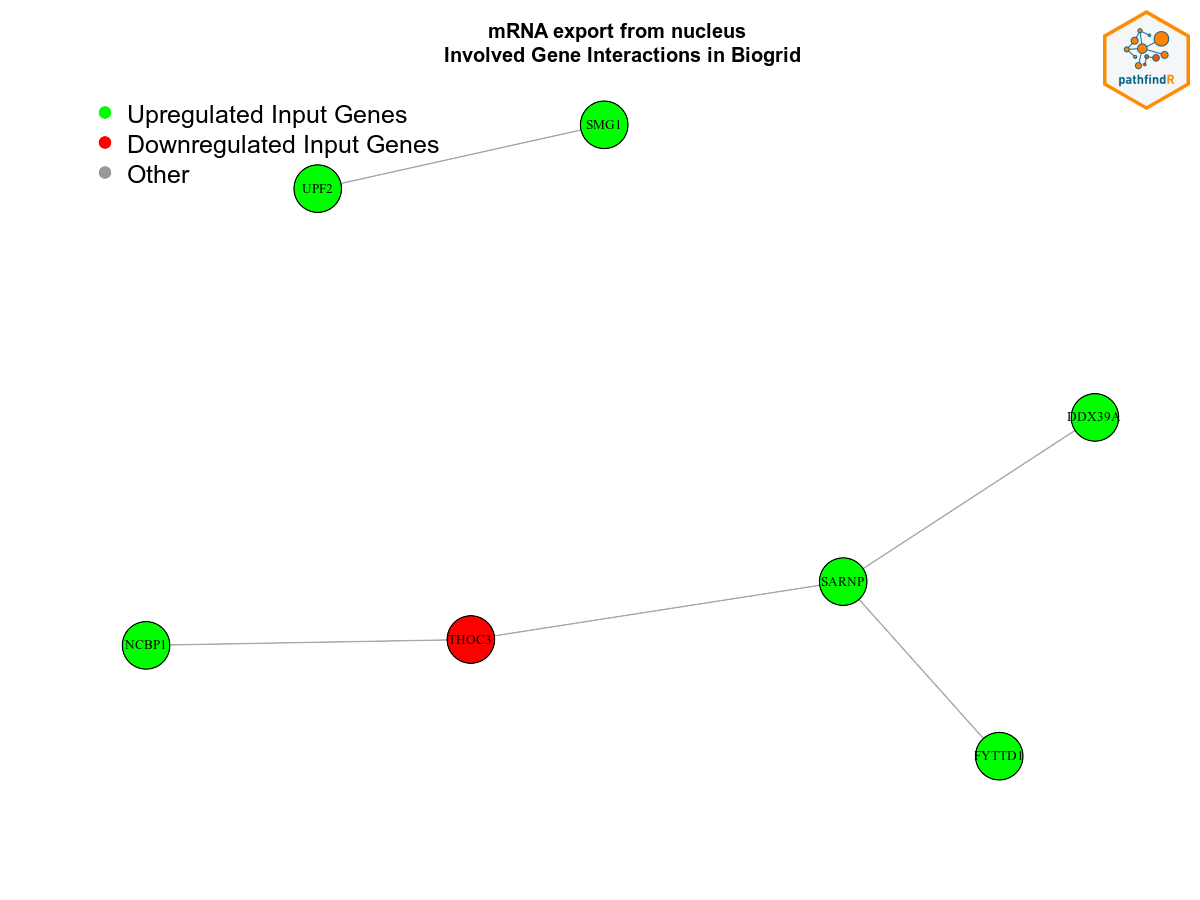 mRNA export from nucleus
Involved Gene Interactions in Biogrid
pathfindR
Upregulated Input Genes
Downregulated Input Genes
Other
SMG1
UPF2
DDX39A
SARNP
NCBP1
THOC3
FYTTD1